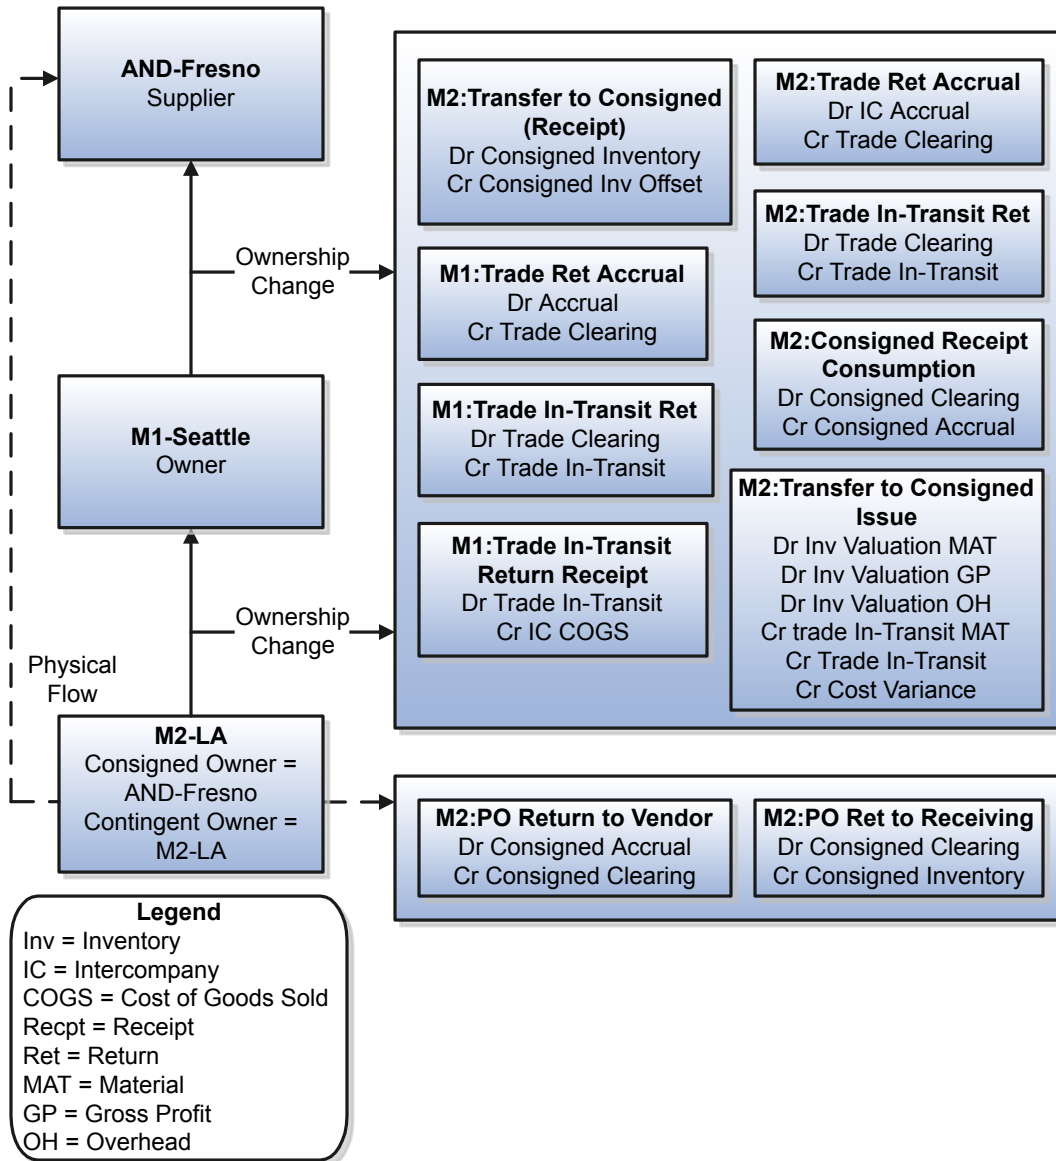 AND-Fresno
Supplier
Ownership
Change
M1-Seattle
Owner
Ownership
Change
Physical
Flow
M2-LA
Consigned Owner =
AND-Fresno
Contingent Owner =
M2-LA
M2:Transfer to Consigned
(Receipt)
Dr Consigned Inventory
Cr Consigned Inv Offset
M1:Trade Ret Accrual
Dr Accrual
Cr Trade Clearing
M1:Trade In-Transit Ret
Dr Trade Clearing
Cr Trade In-Transit
M1:Trade In-Transit
Return Receipt
Dr Trade In-Transit
Cr IC COGS
M2:Trade Ret Accrual
Dr IC Accrual
Cr Trade Clearing
M2:Trade In-Transit Ret
Dr Trade Clearing
Cr Trade In-Transit
M2:Consigned Receipt
Consumption
Dr Consigned Clearing
Cr Consigned Accrual
M2:Transfer to Consigned
Issue
Dr Inv Valuation MAT
Dr Inv Valuation GP
Dr Inv Valuation OH
Cr trade In-Transit MAT
Cr Trade In-Transit
Cr Cost Variance
M2:PO Return to Vendor
Dr Consigned Accrual
Cr Consigned Clearing
M2:PO Ret to Receiving
Dr Consigned Clearing
Cr Consigned Inventory
Legend
Inv = Inventory
IC = Intercompany
COGS = Cost of Goods Sold
Recpt = Receipt
Ret = Return
MAT = Material
GP = Gross Profit
OH = Overhead